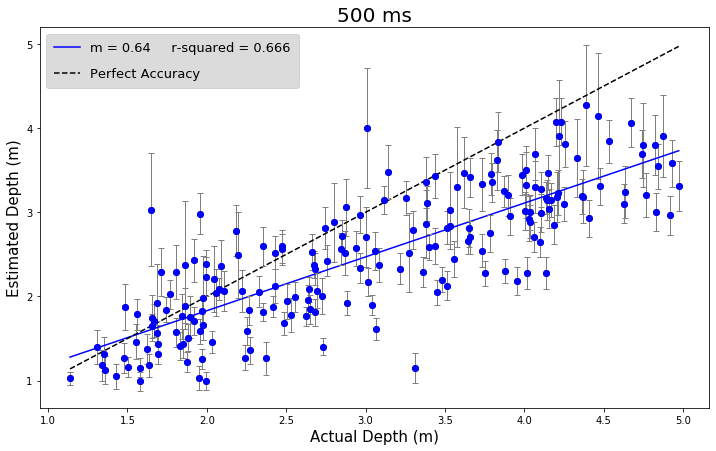 500 ms
m = 0.64 r-squared = 0.666
Perfect Accuracy
5
4
3
2
1
Estimated Depth (m)
1.0 1.5 2.0 2.5 3.0 3.5 4.0 4.5 5.0
Actual Depth (m)